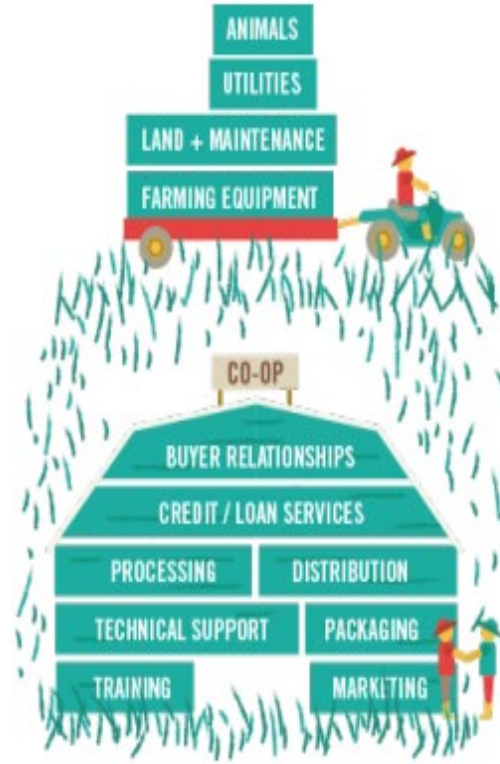 ANIMALS
UTILITIES
LAND + MAINTENANCE
FARMING EQUIPMENT
CO-OP
BUYER RELATIONSHIPS
CREDIT / LOAN SERVICES
PROCESSING DISTRIBUTION
TECHNICAL SUPPORT PACKAGING
TRAINING MARKETING